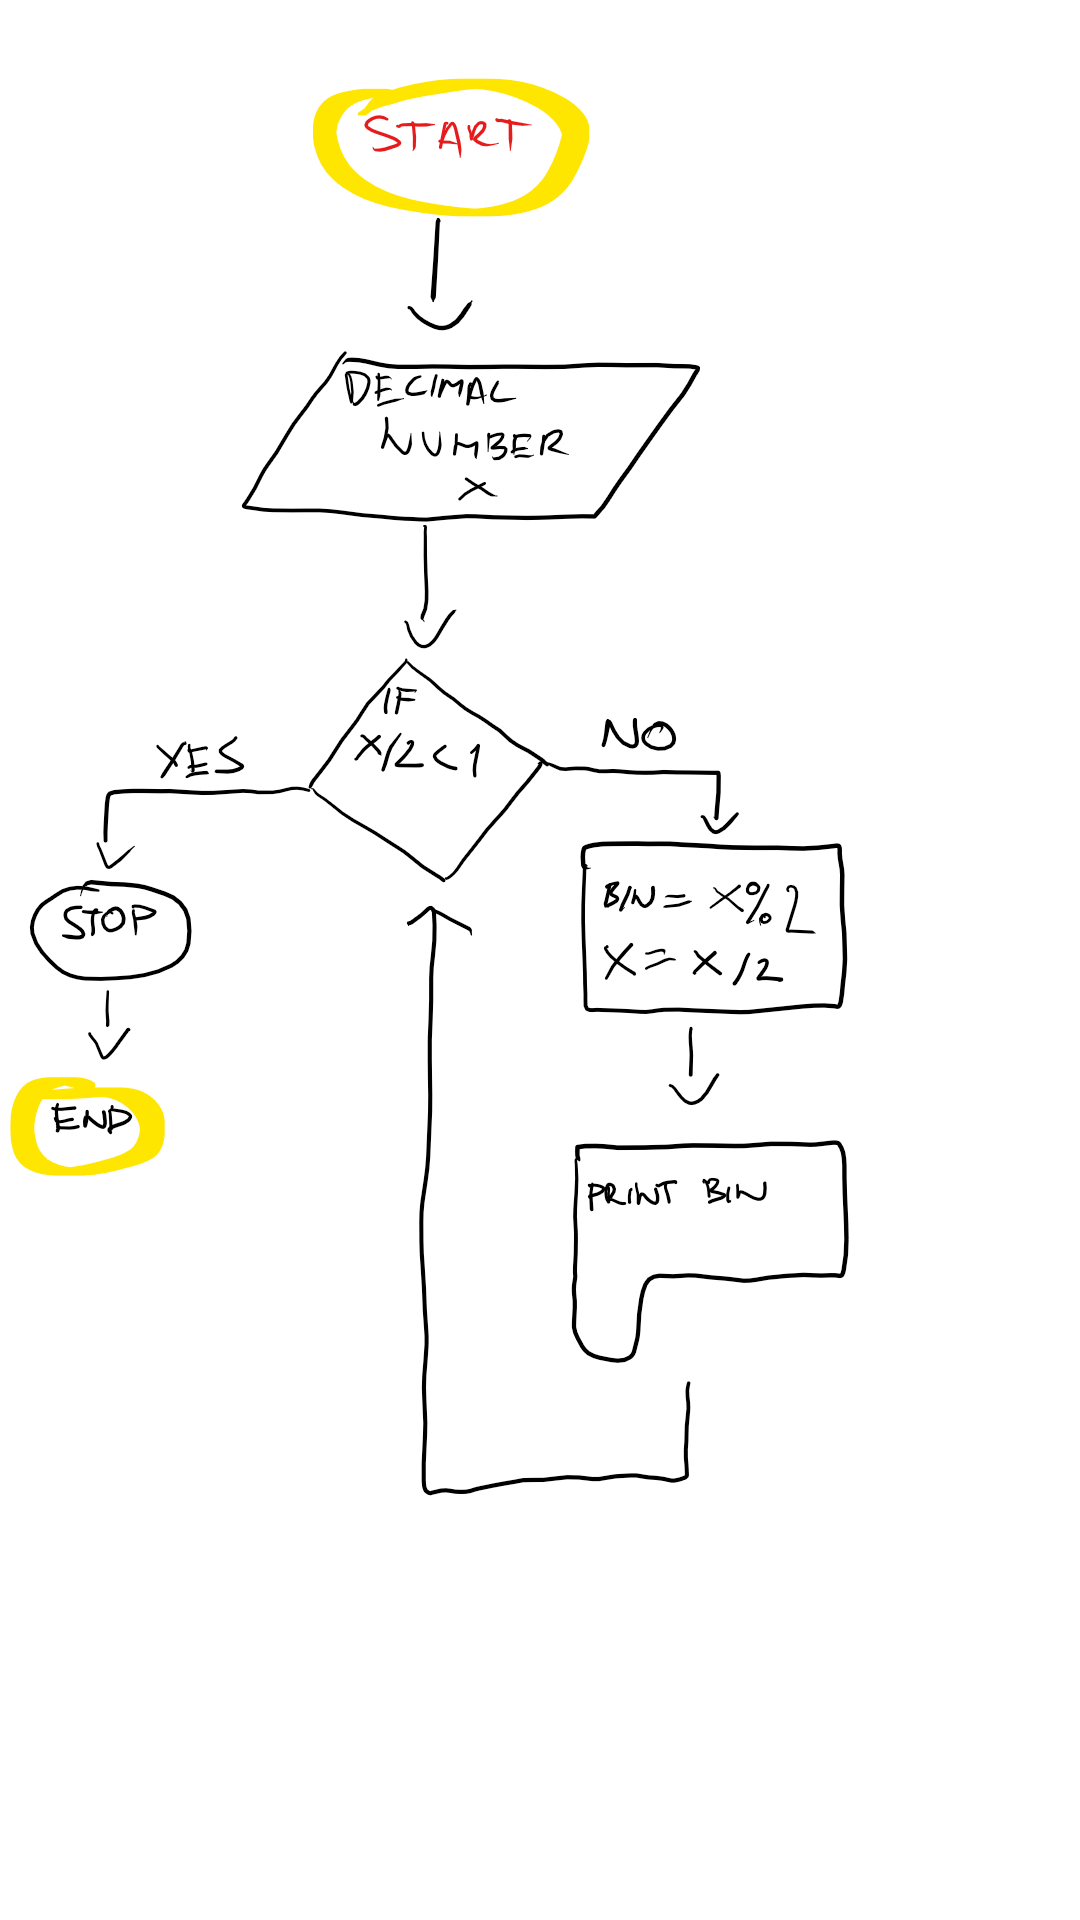 START
DECIMAL
NUMBER
X
IF
X/2 < 1
YES
NO
STOP
END
BIN = X%2
X = X/2
PRINT BIN